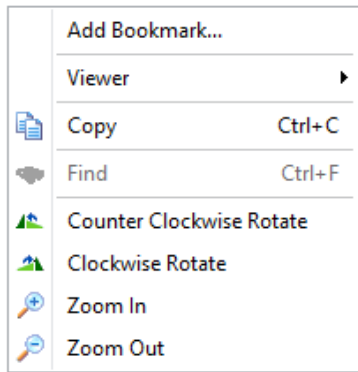 Add Bookmark...
Viewer
Copy Ctrl+C
Find Ctrl+F
Counter Clockwise Rotate
Clockwise Rotate
Zoom In
Zoom Out